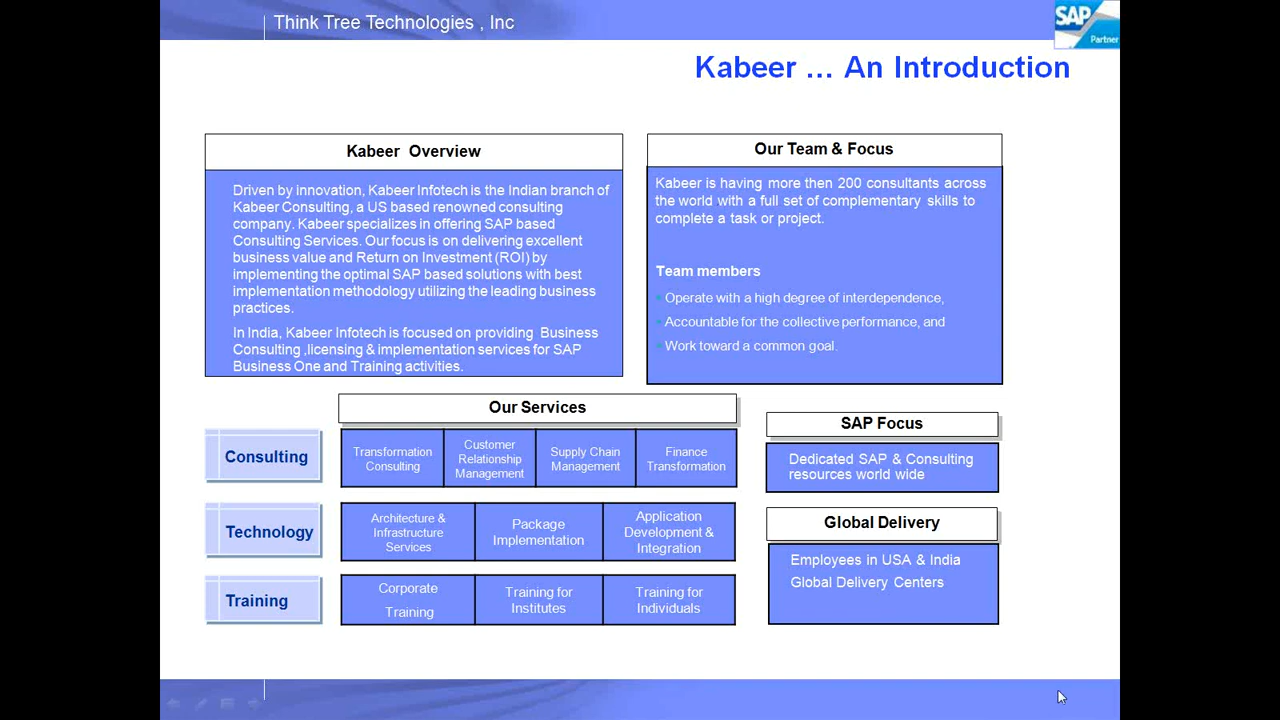 Think Tree Technologies , Inc
SAP
Partner
Kabeer ... An Introduction
Kabeer Overview
Driven by innovation, Kabeer Infotech is the Indian branch of
Kabeer Consulting, a US based renowned consulting
company. Kabeer specializes in offering SAP based
Consulting Services. Our focus is on delivering excellent
business value and Return on Investment (ROI) by
implementing the optimal SAP based solutions with best
implementation methodology utilizing the leading business
practices.
In India, Kabeer Infotech is focused on providing Business
Consulting ,licensing & implementation services for SAP
Business One and Training activities.
Our Team & Focus
Kabeer is having more then 200 consultants across
the world with a full set of complementary skills to
complete a task or project.
Team members
• Operate with a high degree of interdependence,
• Accountable for the collective performance, and
• Work toward a common goal.
Our Services
Consulting
Transformation
Consulting
Customer
Relationship
Management
Supply Chain
Management
Finance
Transformation
Technology
Architecture &
Infrastructure
Services
Package
Implementation
Application
Development &
Integration
Training
Corporate
Training
Training for
Institutes
Training for
Individuals
SAP Focus
Dedicated SAP & Consulting
resources world wide
Global Delivery
Employees in USA & India
Global Delivery Centers